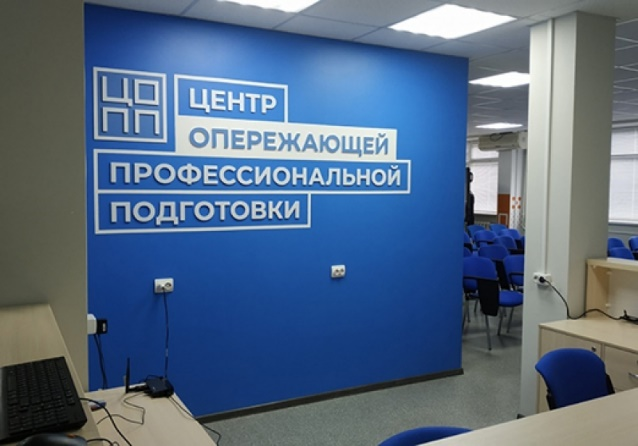 ЦО
ПП
ЦЕНТР
ОПЕРЕЖАЮЩЕЙ
ПРОФЕССИОНАЛЬНОЙ
ПОДГОТОВКИ